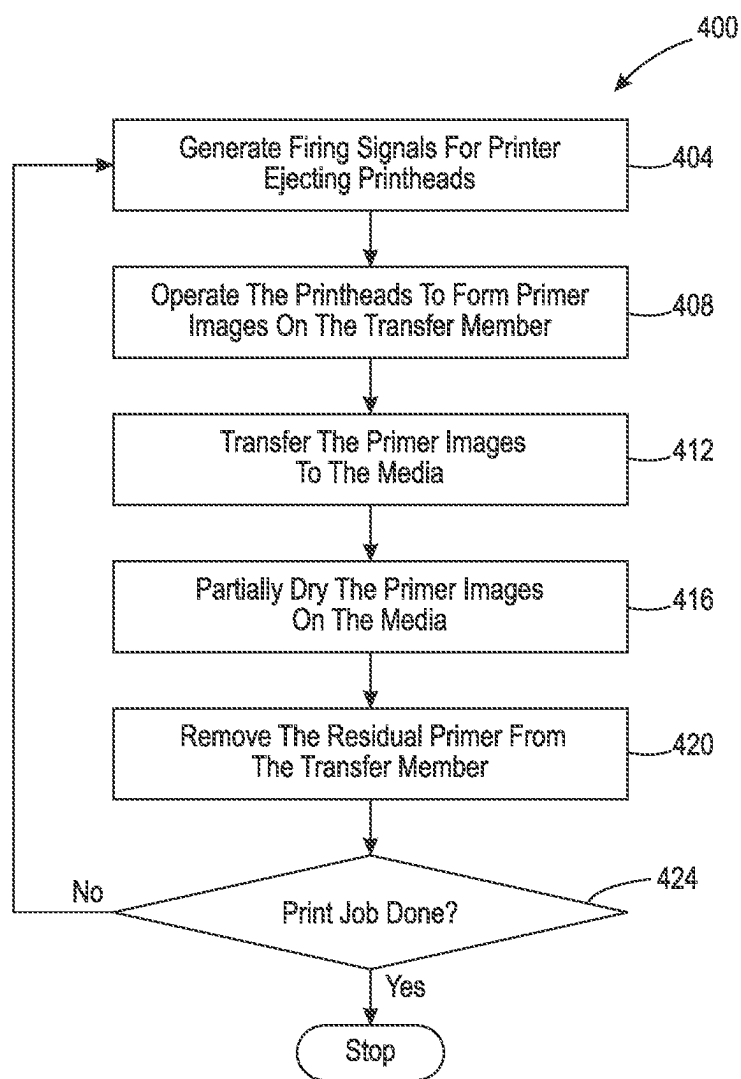 400
Generate Firing Signals For Printer
Ejecting Printheads
404
Operate The Printheads To Form Primer
Images On The Transfer Member
408
Transfer The Primer Images
To The Media
412
Partially Dry The Primer Images
On The Media
416
Remove The Residual Primer From
The Transfer Member
420
No
Print Job Done?
424
Yes
Stop